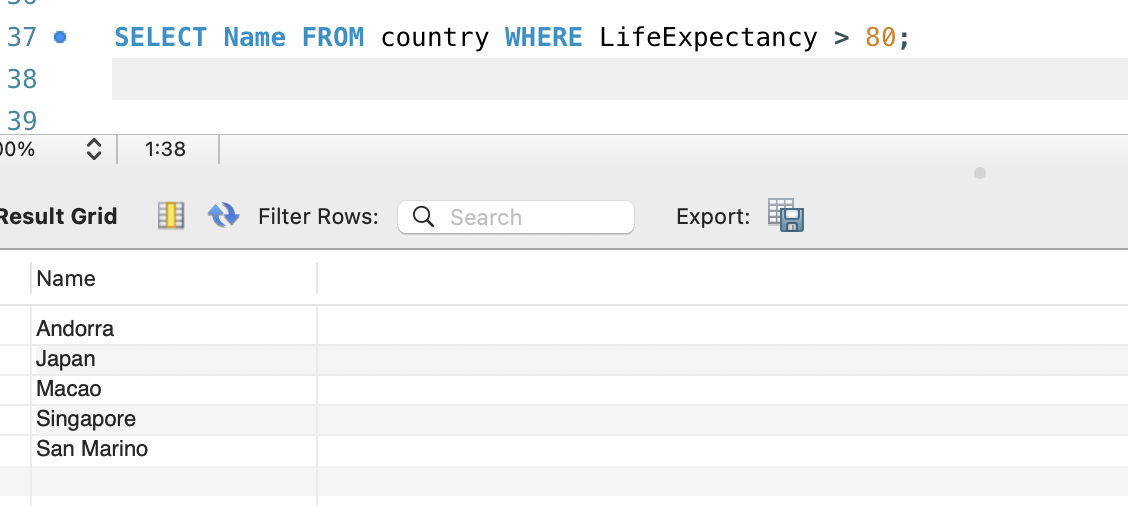 37 SELECT Name FROM country WHERE LifeExpectancy > 80;
38
39
00% 1:38
Result Grid Filter Rows: Search Export:
Name
Andorra
Japan
Macao
Singapore
San Marino